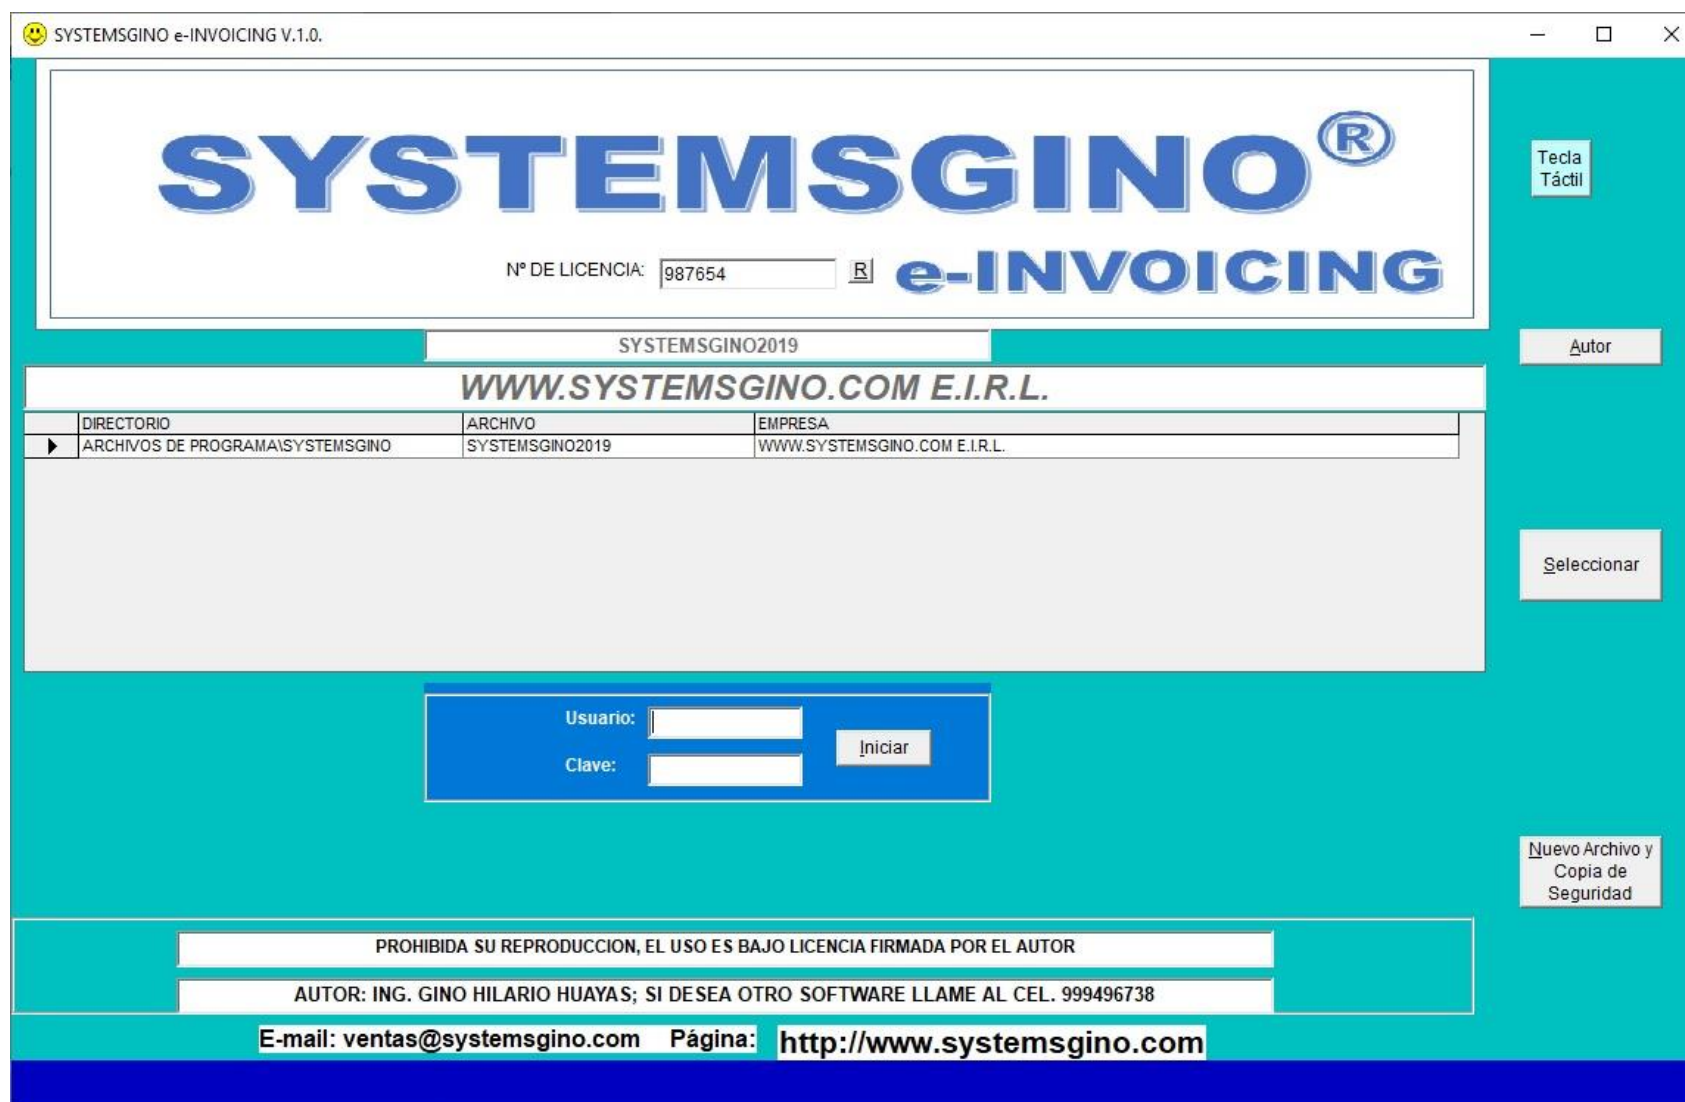 SYSTEMSGINO e-INVOICING V.1.0.
SYSTEMSGINO®
Tecla
Táctil
Nº DE LICENCIA: 987654 R e-INVOICING
SYSTEMSGINO2019
Autor
WWW.SYSTEMSGINO.COM E.I.R.L.
DIRECTORIO ARCHIVO EMPRESA
ARCHIVOS DE PROGRAMA\SYSTEMSGINO SYSTEMSGINO2019 WWW.SYSTEMSGINO.COM E.I.R.L.
Seleccionar
Usuario:
Iniciar
Clave:
Nuevo Archivo y
Copia de
Seguridad
PROHIBIDA SU REPRODUCCION, EL USO ES BAJO LICENCIA FIRMADA POR EL AUTOR
AUTOR: ING. GINO HILARIO HUAYAS; SI DESEA OTRO SOFTWARE LLAME AL CEL. 999496738
E-mail: ventas@systemsgino.com Página: http://www.systemsgino.com